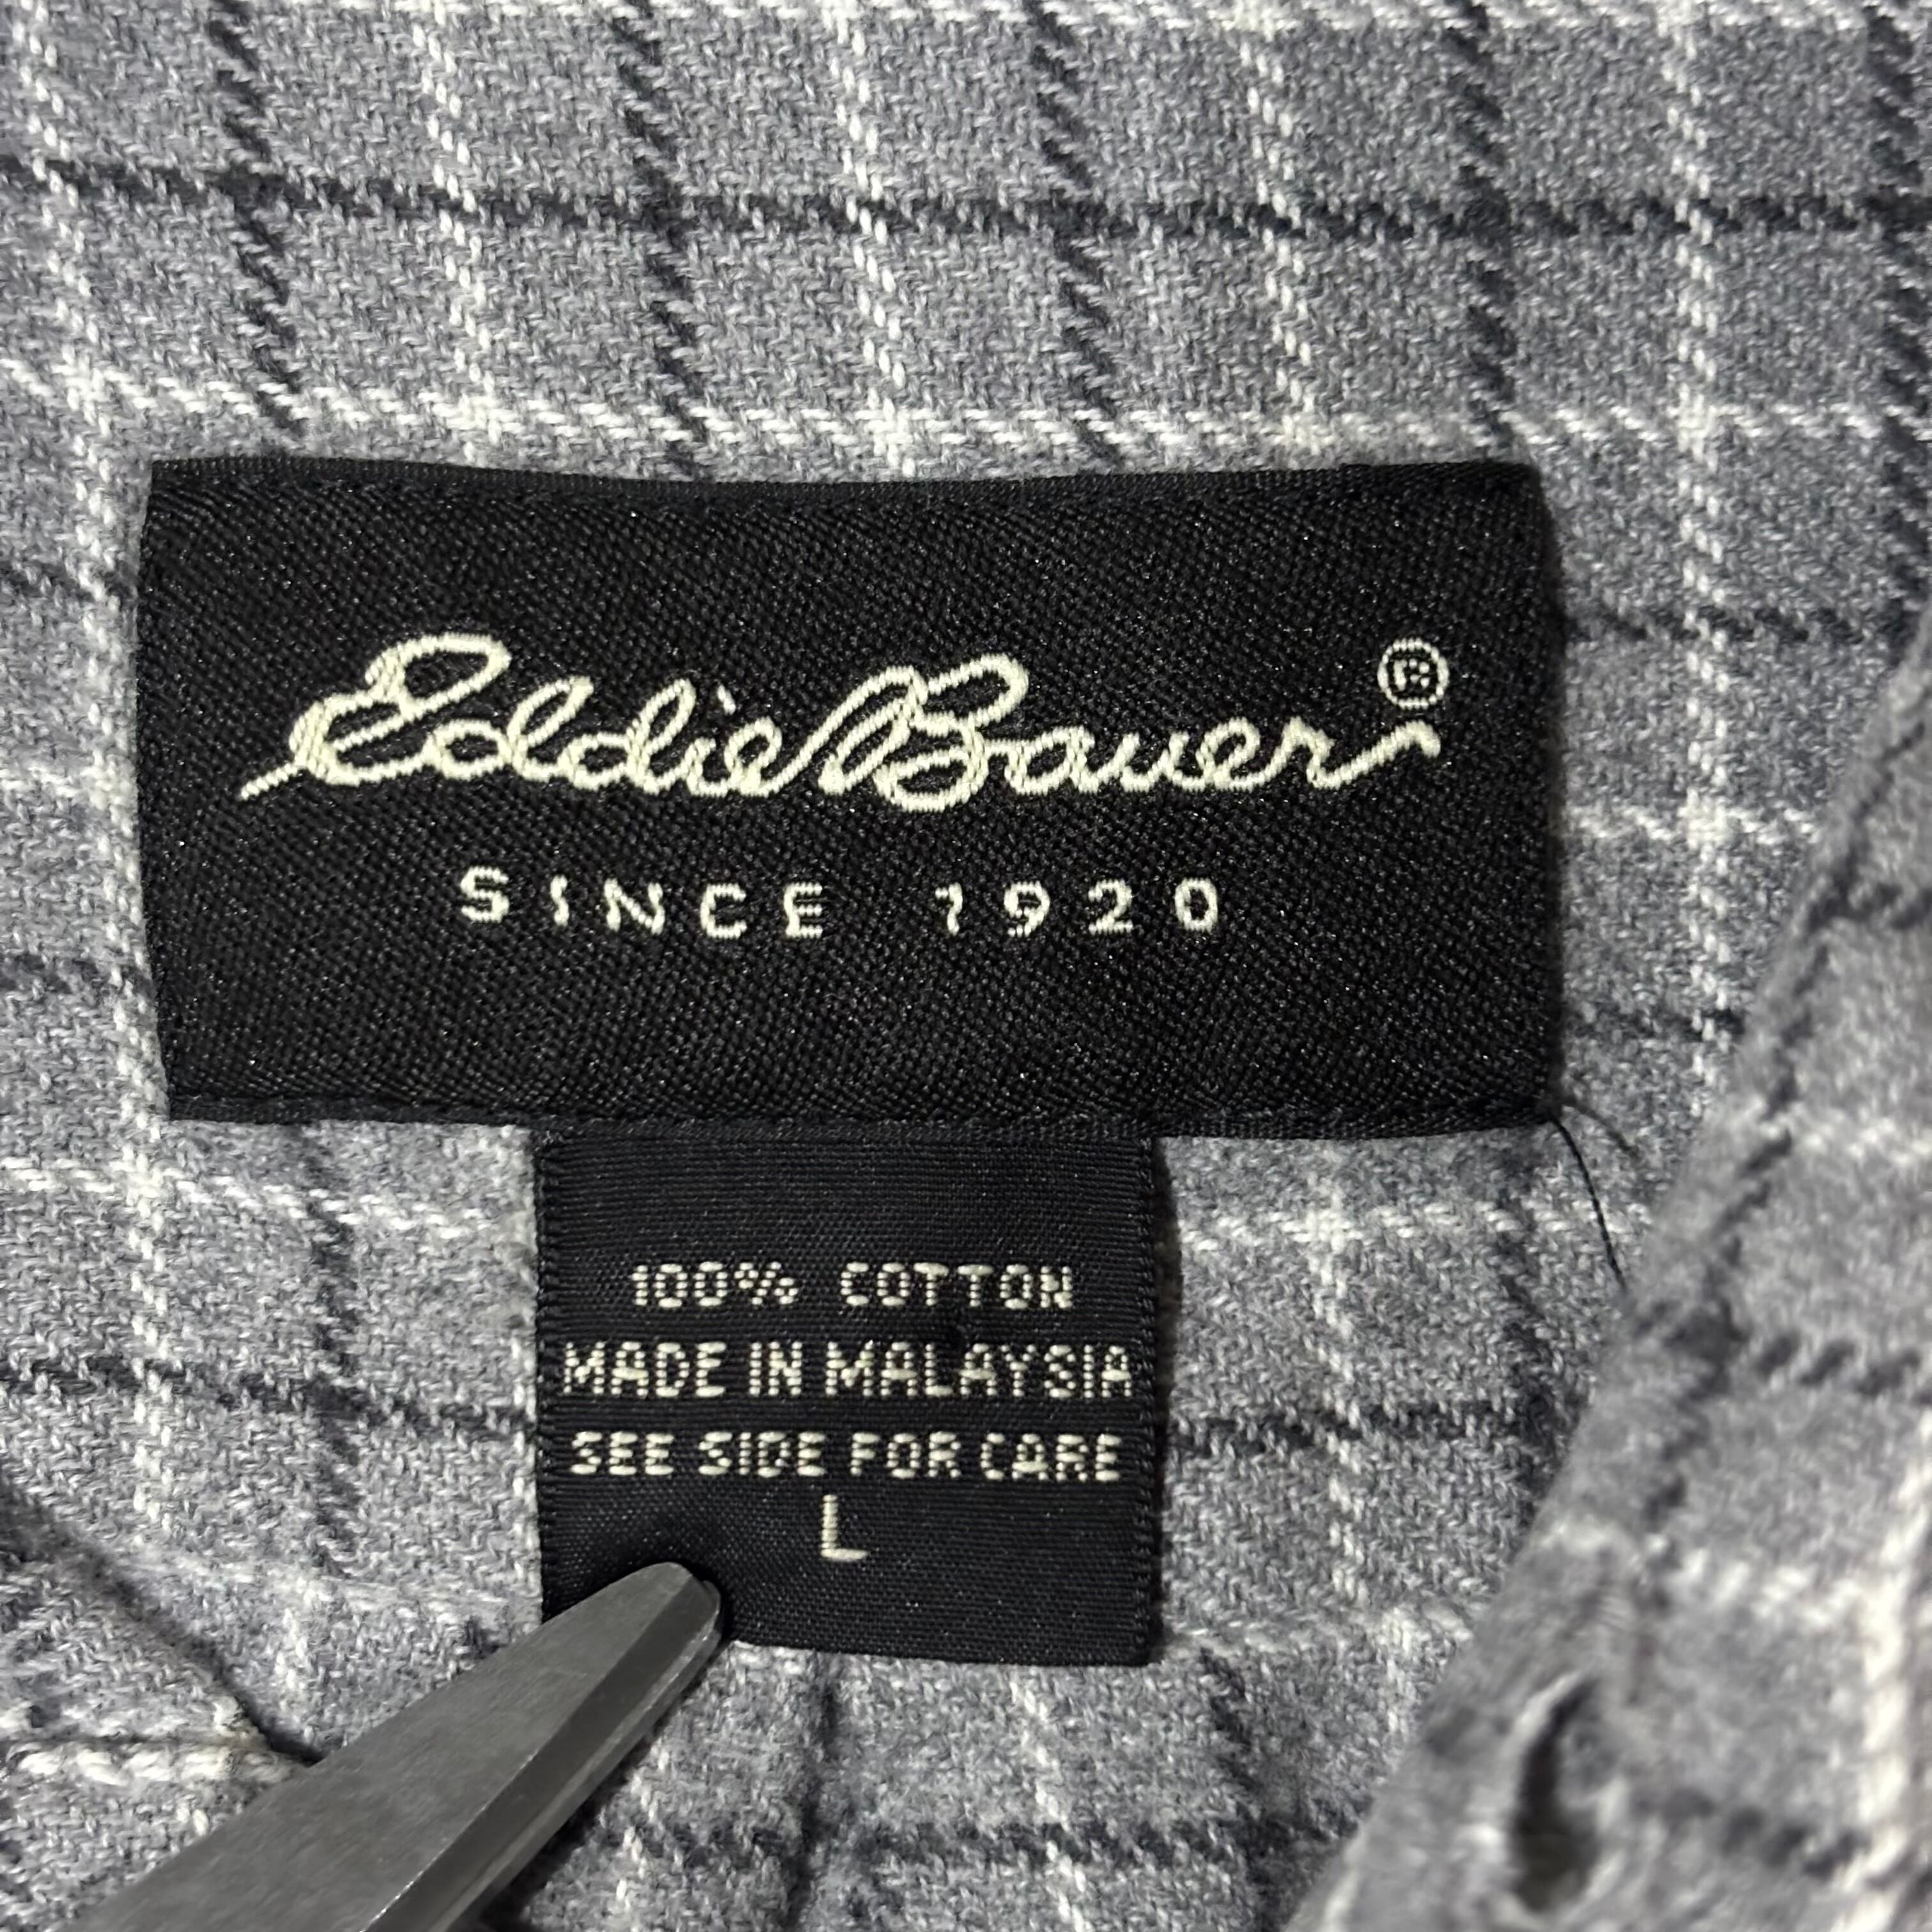 Eddie Bauer®
SINCE 1920
100% COTTON
MADE IN MALAYSIA
SEE SIDE FOR CARE
L